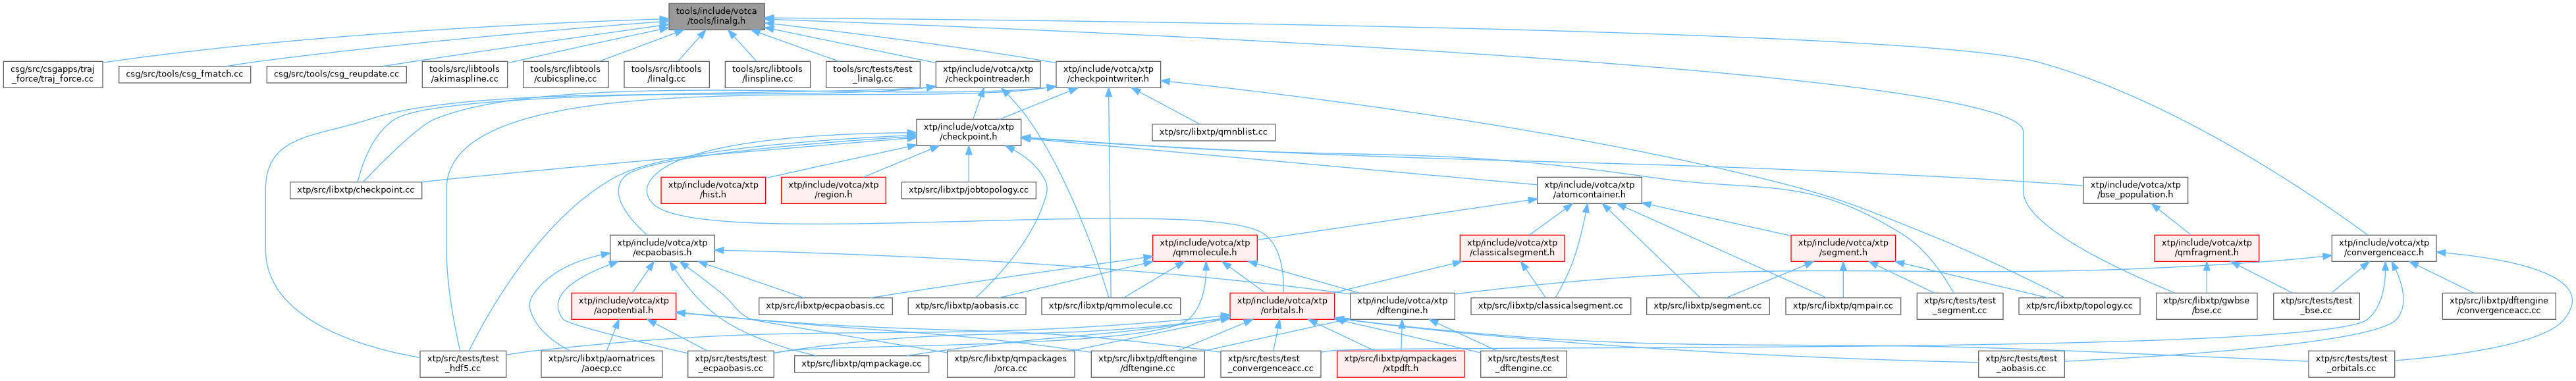 tools/include/votca
/tools/linalg.h
csg/src/csgapps/traj
_force/traj_force.cc
csg/src/tools/csg_fmatch.cc
csg/src/tools/csg_reupdate.cc
tools/src/libtools
/akimaspline.cc
tools/src/libtools
/cubicspline.cc
tools/src/libtools
/linalg.cc
tools/src/libtools
/linspline.cc
tools/src/tests/test
_linalg.cc
xtp/include/votca/xtp
/checkpointreader.h
xtp/include/votca/xtp
/checkpointwriter.h
xtp/include/votca/xtp
/checkpoint.h
xtp/src/libxtp/qmnblist.cc
xtp/src/libxtp/checkpoint.cc
xtp/include/votca/xtp
/hist.h
xtp/include/votca/xtp
/region.h
xtp/src/libxtp/jobtopology.cc
xtp/include/votca/xtp
/atomcontainer.h
xtp/include/votca/xtp
/bse_population.h
xtp/include/votca/xtp
/ecpaobasis.h
xtp/include/votca/xtp
/qmmolecule.h
xtp/include/votca/xtp
/classicalsegment.h
xtp/include/votca/xtp
/segment.h
xtp/include/votca/xtp
/qmfragment.h
xtp/include/votca/xtp
/convergenceacc.h
xtp/include/votca/xtp
/aopotential.h
xtp/src/libxtp/ecpaobasis.cc
xtp/src/libxtp/aobasis.cc
xtp/src/libxtp/qmmolecule.cc
xtp/include/votca/xtp
/orbitals.h
xtp/include/votca/xtp
/dftengine.h
xtp/src/libxtp/classicalsegment.cc
xtp/src/libxtp/segment.cc
xtp/src/libxtp/qmpair.cc
xtp/src/tests/test
_segment.cc
xtp/src/libxtp/topology.cc
xtp/src/libxtp/gwbse
/bse.cc
xtp/src/tests/test
_bse.cc
xtp/src/libxtp/dftengine
/convergenceacc.cc
xtp/src/tests/test
_hdf5.cc
xtp/src/libxtp/aomatrices
/aoecp.cc
xtp/src/tests/test
_ecpaobasis.cc
xtp/src/libxtp/qmpackage.cc
xtp/src/libxtp/qmpackages
/orca.cc
xtp/src/libxtp/dftengine
/dftengine.cc
xtp/src/tests/test
_convergenceacc.cc
xtp/src/libxtp/qmpackages
/xtpdft.h
xtp/src/tests/test
_dftengine.cc
xtp/src/tests/test
_aobasis.cc
xtp/src/tests/test
_orbitals.cc